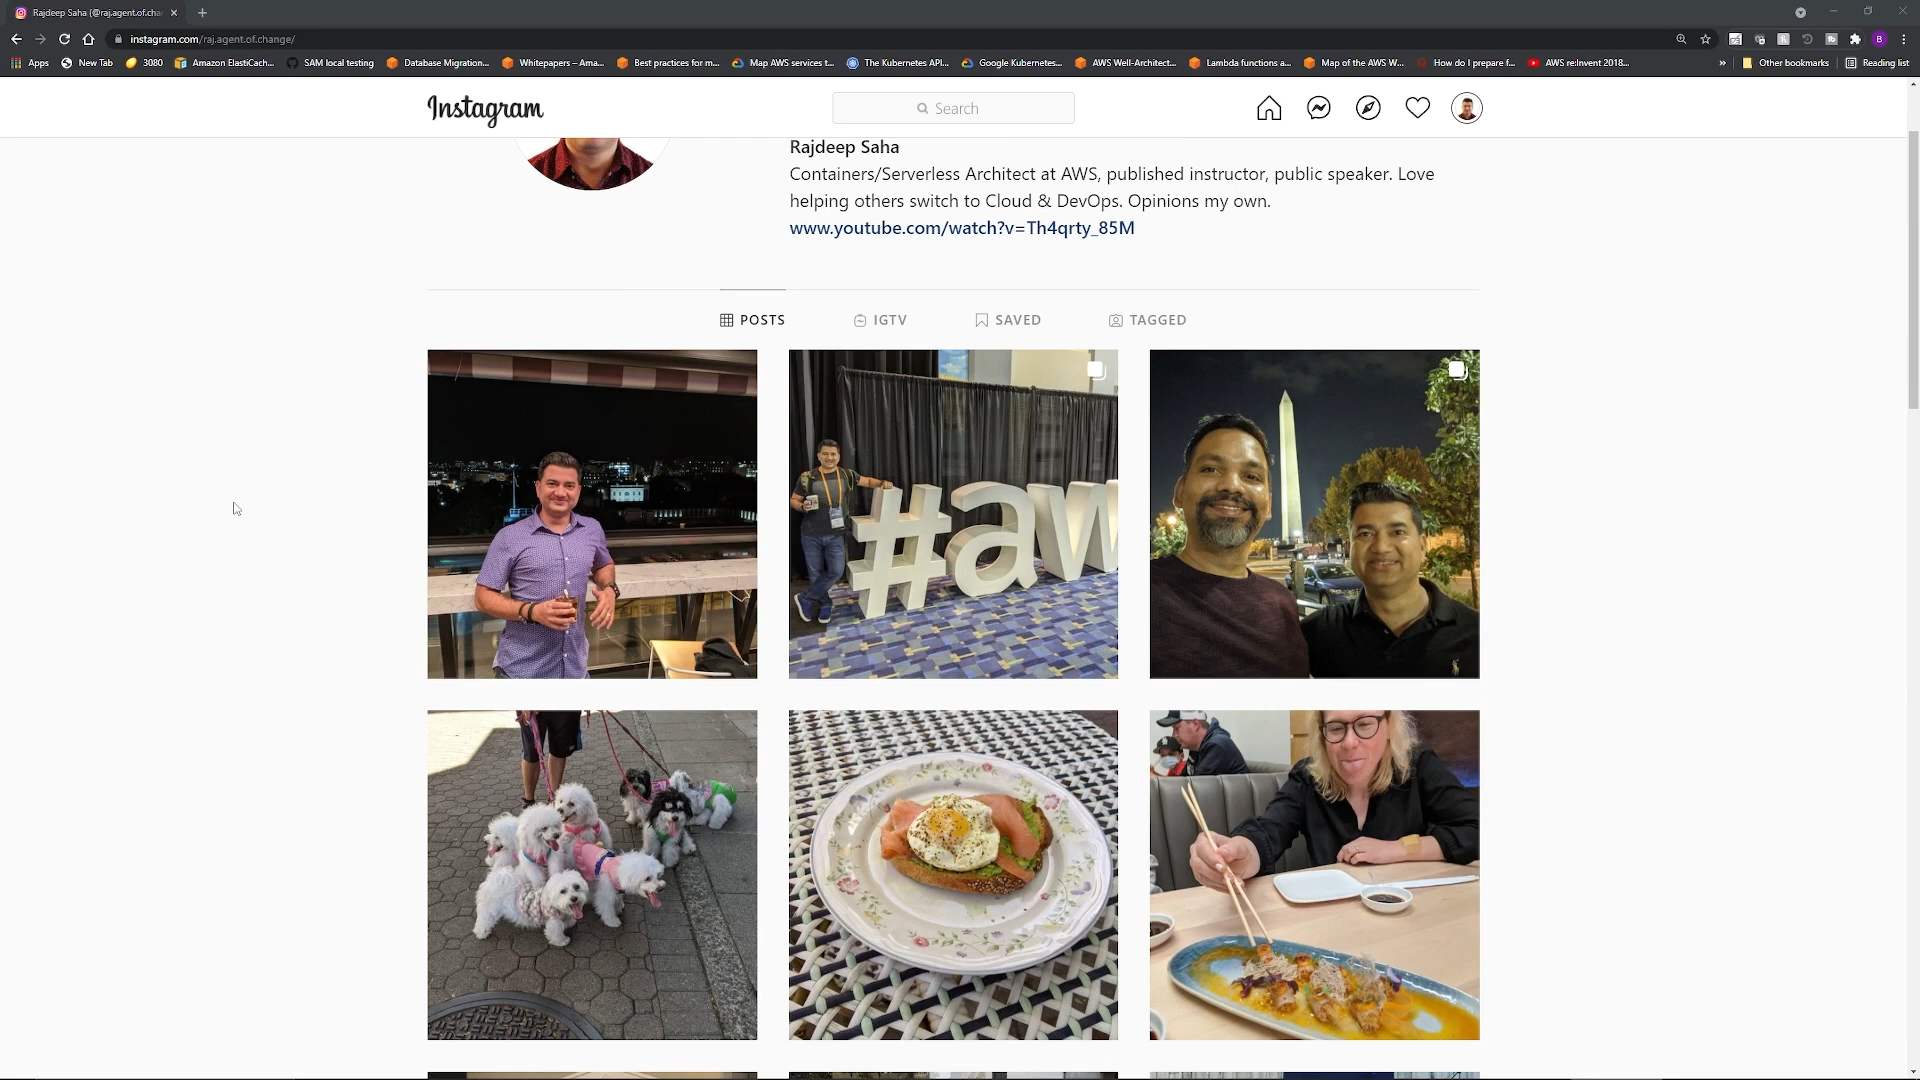 Rajdeep Saha (@raj.agent.of.cha
instagram.com/raj.agent.of.change/
B
Apps
New Tab
3080
Amazon ElastiCach...
SAM local testing
Database Migration...
Whitepapers – Ama...
Best practices for m...
Map AWS services t...
The Kubernetes API...
Google Kubernetes...
AWS Well-Architect...
Lambda functions a...
Map of the AWS W...
How do I prepare f...
AWS re:Invent 2018...
»
Other bookmarks
Reading list
Instagram
Search
Rajdeep Saha
Containers/Serverless Architect at AWS, published instructor, public speaker. Love
helping others switch to Cloud & DevOps. Opinions my own.
www.youtube.com/watch?v=Th4qrty_85M
POSTS
IGTV
SAVED
TAGGED
#aw